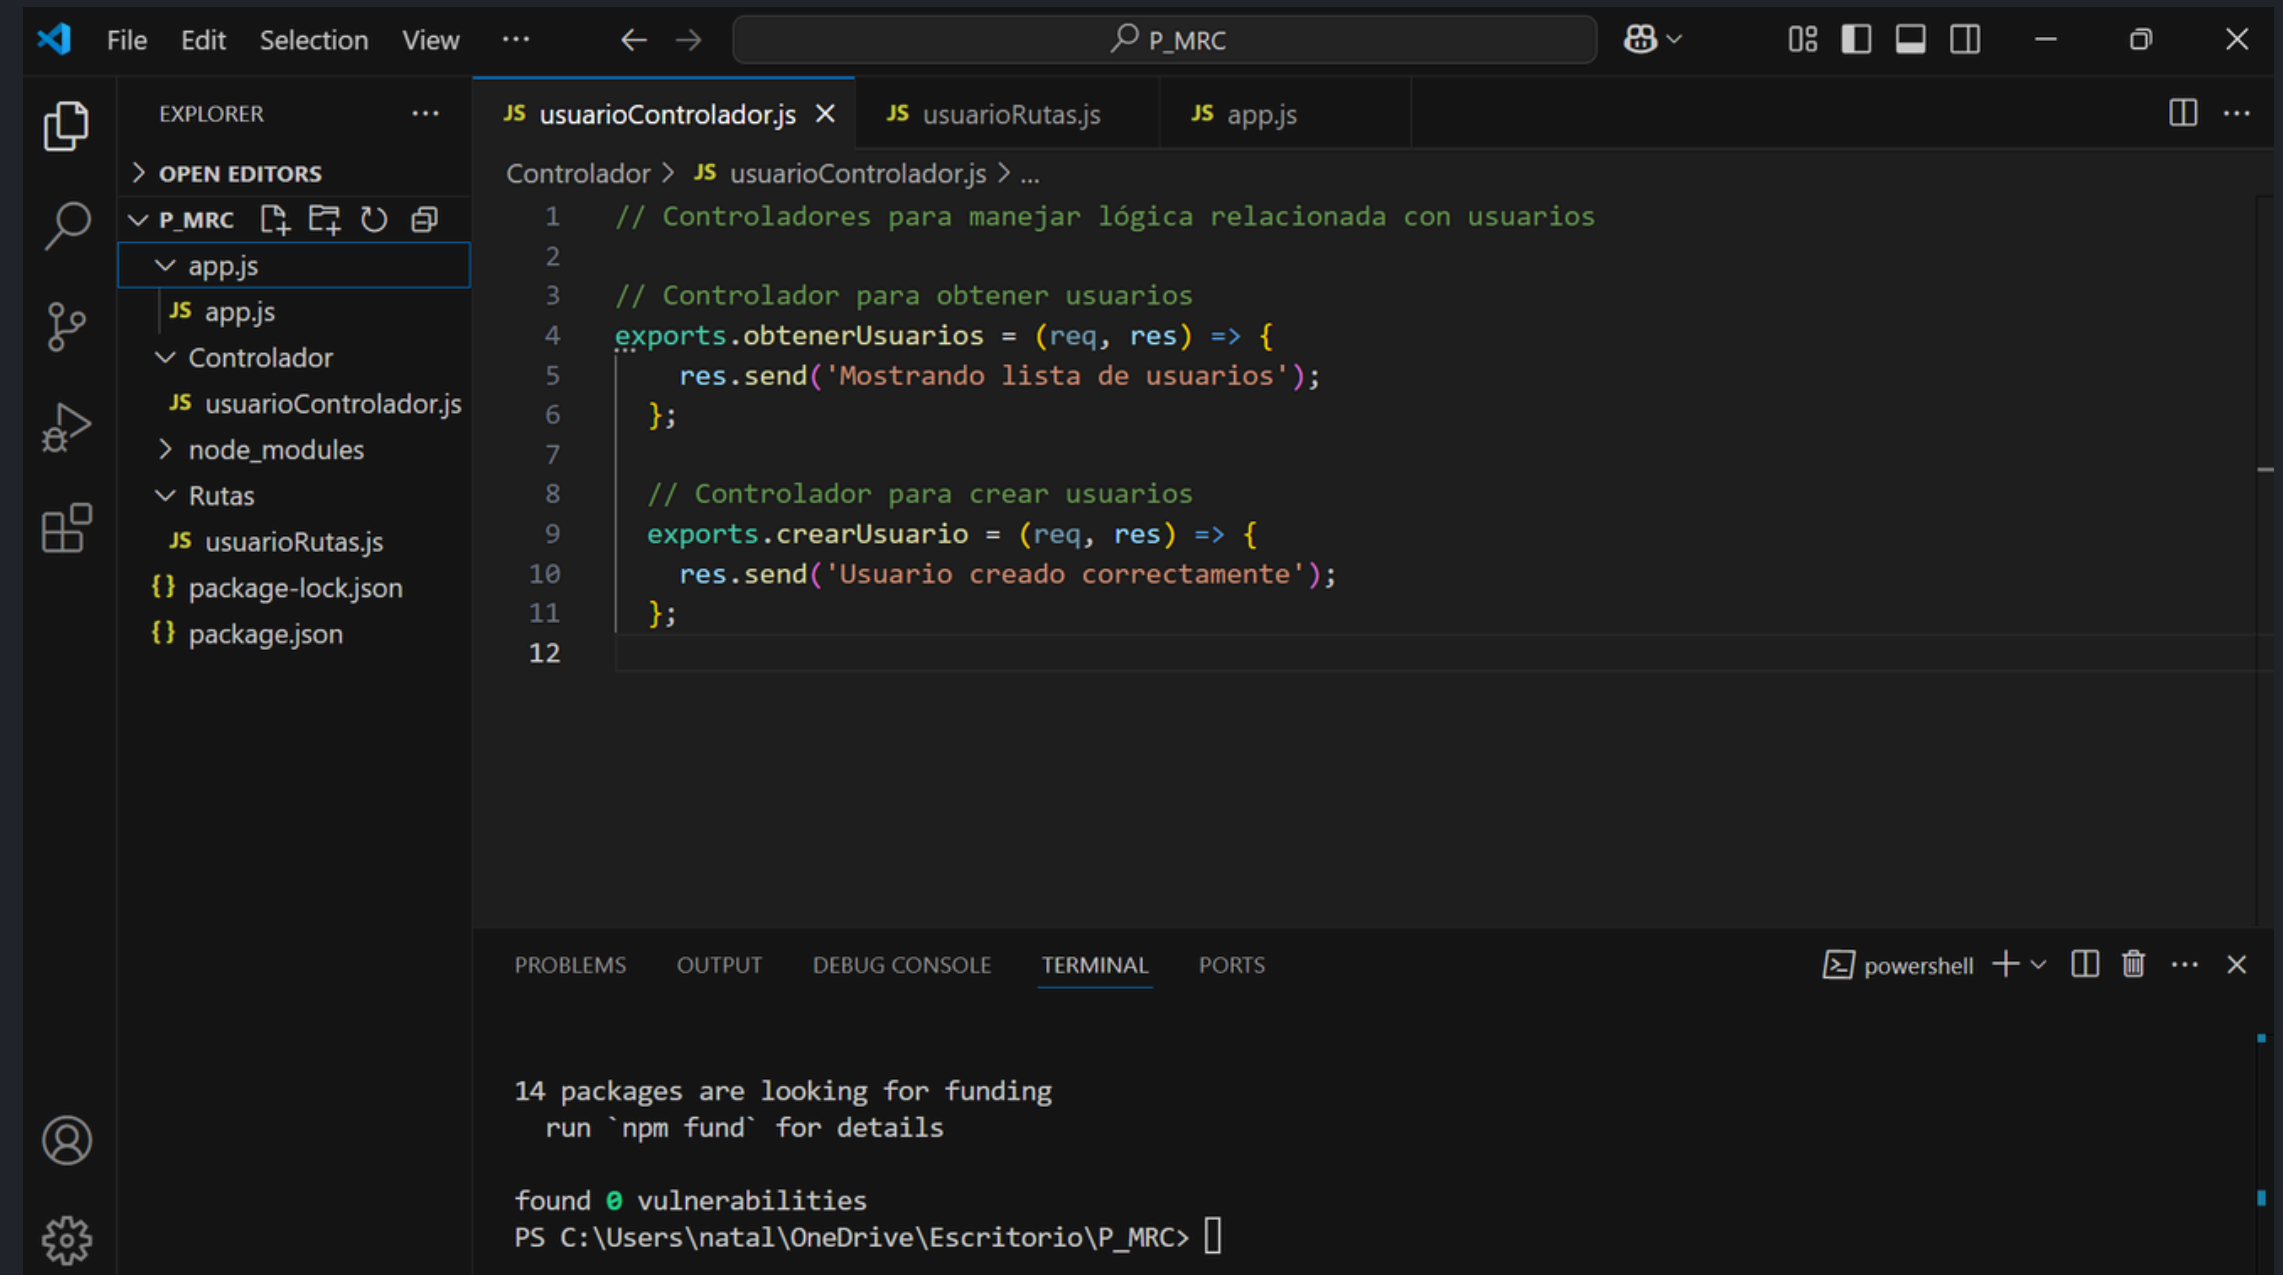 File Edit Selection View ··· P_MRC
EXPLORER ···
OPEN EDITORS
P_MRC
app.js
JS app.js
Controlador
JS usuarioControlador.js
node_modules
Rutas
JS usuarioRutas.js
{} package-lock.json
{} package.json
JS usuarioControlador.js JS usuarioRutas.js JS app.js
Controlador > JS usuarioControlador.js > ...
1 // Controladores para manejar lógica relacionada con usuarios
2
3 // Controlador para obtener usuarios
4 exports.obtenerUsuarios = (req, res) => {
5 res.send('Mostrando lista de usuarios');
6 };
7
8 // Controlador para crear usuarios
9 exports.crearUsuario = (req, res) => {
10 res.send('Usuario creado correctamente');
11 };
12
PROBLEMS OUTPUT DEBUG CONSOLE TERMINAL PORTS powershell
14 packages are looking for funding
run `npm fund` for details
found 0 vulnerabilities
PS C:\Users\natal\OneDrive\Escritorio\P_MRC>